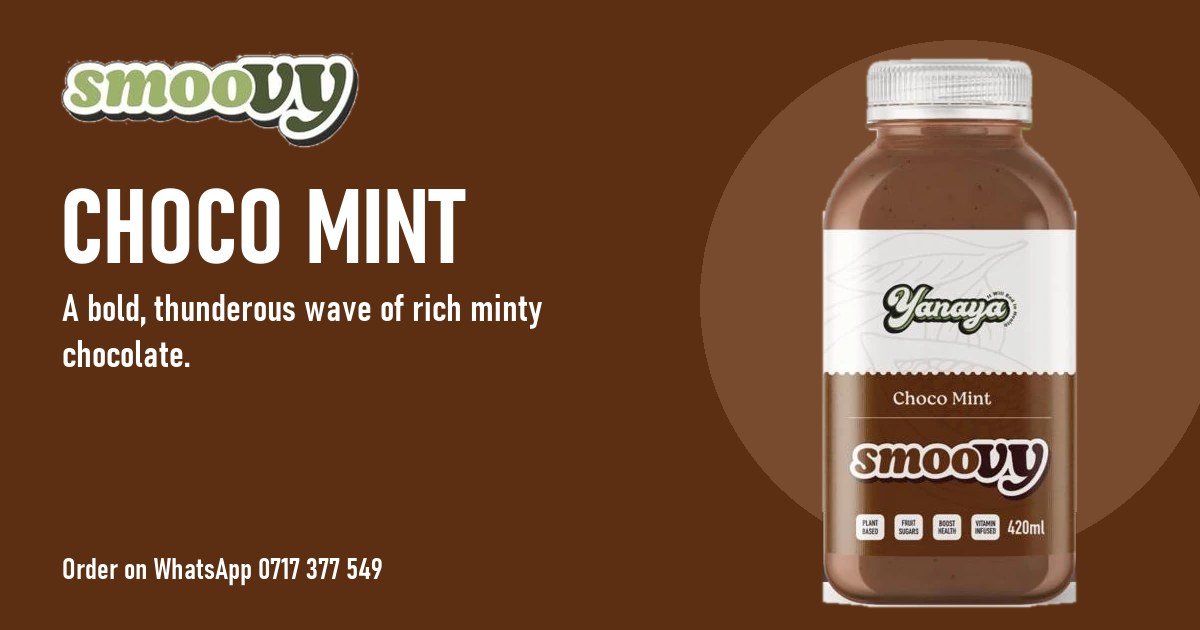 smoovy
CHOCO MINT
A bold, thunderous wave of rich minty
chocolate.
Order on WhatsApp 0717 377 549
Yanaya
Choco Mint
smoovy
PLANT BASED
FRUIT SUGARS
BOOST HEALTH
VITAMIN INFUSED
420ml